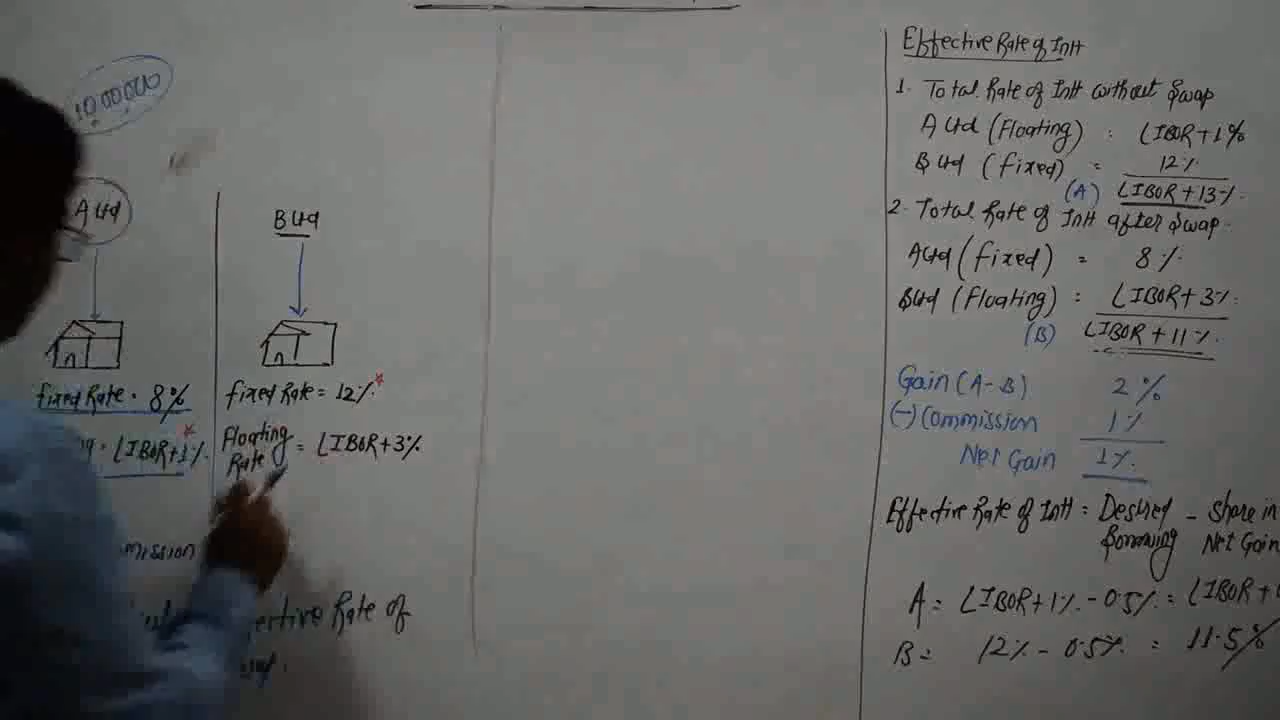 10,00,000
A Ltd
B Ltd
fixed Rate = 8%
LIBOR+1%
*
fixed Rate = 12% *
Floating Rate = LIBOR+3%
mission
ective Rate of
Effective Rate of Intt
1. Total Rate of Intt without Swap
A Ltd (Floating) : LIBOR+1%
B Ltd (fixed) = 12%
(A) LIBOR+13%
2. Total Rate of Intt after Swap.
A Ltd (fixed) = 8%
B Ltd (Floating) = LIBOR+3%
(B) LIBOR+11%
Gain (A-B) 2%
(-) Commission 1%
Net Gain 1%
Effective Rate of Intt = Desired Borrowing - Share in Net Gain
A = LIBOR+1% - 0.5% = LIBOR+
B = 12% - 0.5% = 11.5%